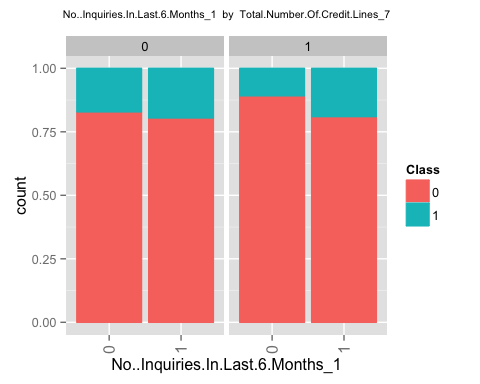 No..Inquiries.In.Last.6.Months_1 by Total.Number.Of.Credit.Lines_7
0 1
1.00
0.75
0.50
0.25
0.00
count
0 1 0 1
No..Inquiries.In.Last.6.Months_1
Class
0
1